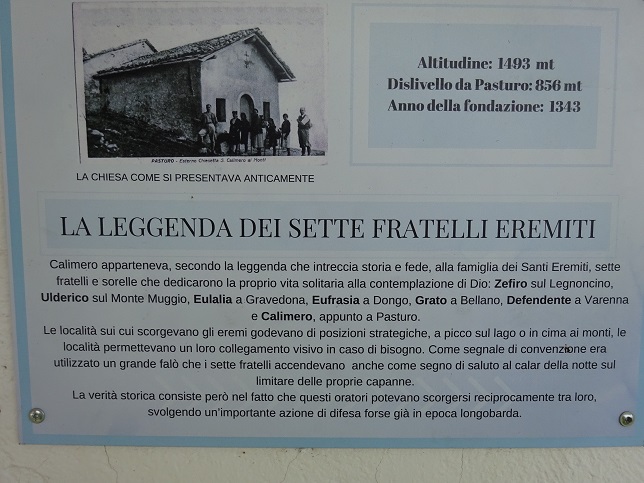 Altitudine: 1493 mt
Dislivello da Pasturo: 856 mt
Anno della fondazione: 1343
PASTURO - Esterno Chiesetta S. Calimero ai Monti
LA CHIESA COME SI PRESENTAVA ANTICAMENTE
LA LEGGENDA DEI SETTE FRATELLI EREMITI
Calimero apparteneva, secondo la leggenda che intreccia storia e fede, alla famiglia dei Santi Eremiti, sette
fratelli e sorelle che dedicarono la proprio vita solitaria alla contemplazione di Dio: Zefiro sul Legnoncino,
Ulderico sul Monte Muggio, Eulalia a Gravedona, Eufrasia a Dongo, Grato a Bellano, Defendente a Varenna
e Calimero, appunto a Pasturo.
Le località sui cui scorgevano gli eremi godevano di posizioni strategiche, a picco sul lago o in cima ai monti, le
località permettevano un loro collegamento visivo in caso di bisogno. Come segnale di convenzione era
utilizzato un grande falò che i sette fratelli accendevano anche come segno di saluto al calar della notte sul
limitare delle proprie capanne.
La verità storica consiste però nel fatto che questi oratori potevano scorgersi reciprocamente tra loro,
svolgendo un'importante azione di difesa forse già in epoca longobarda.